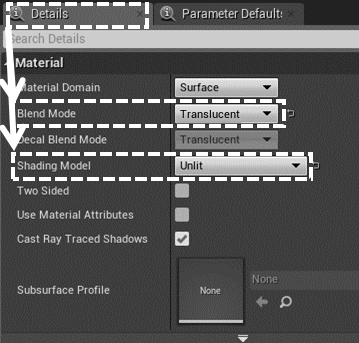 Details
Parameter Defaults
Search Details
Material
Material Domain Surface
Blend Mode Translucent
Decal Blend Mode Translucent
Shading Model Unlit
Two Sided
Use Material Attributes
Cast Ray Traced Shadows
Subsurface Profile None None